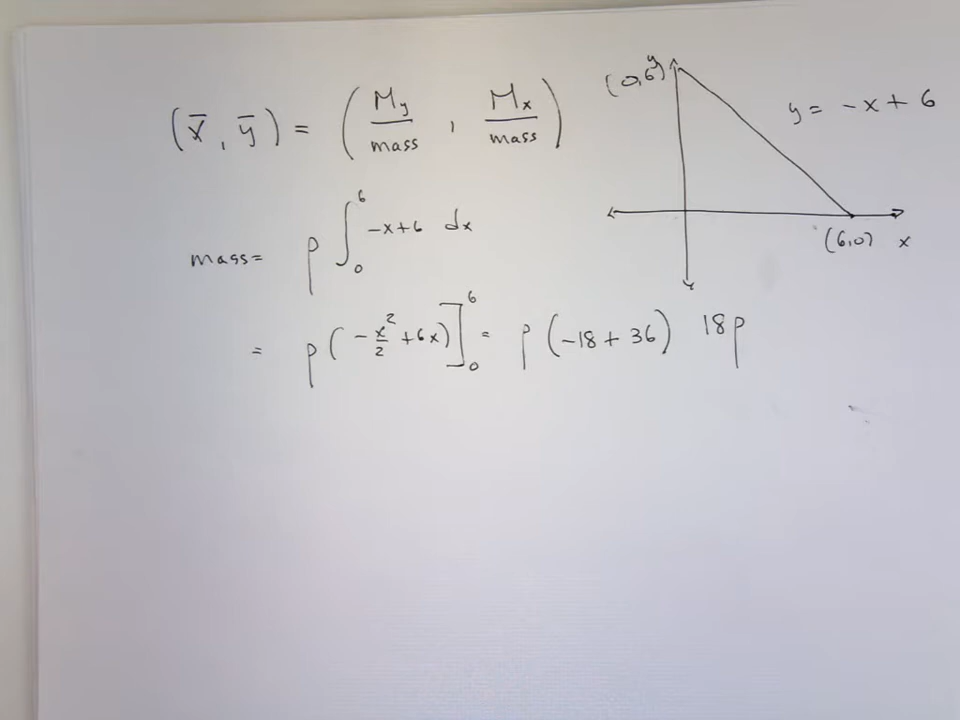 (x̄, ȳ) = (My/mass, Mx/mass)
(0,6) y
y = -x + 6
(6,0) x
mass = ρ ∫₀⁶ -x+6 dx
= ρ(-x²/2 + 6x)]₀⁶ = ρ(-18 + 36) 18ρ